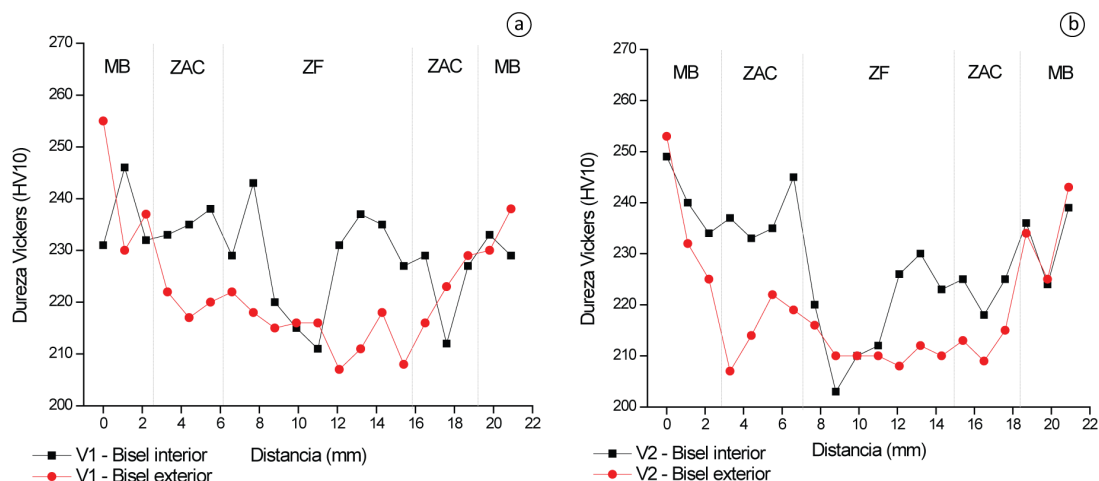 a
270
260
250
240
230
220
210
200
Dureza Vickers (HV10)
MB ZAC ZF ZAC MB
0 2 4 6 8 10 12 14 16 18 20 22
Distancia (mm)
V1 - Bisel interior
V1 - Bisel exterior
b
270
260
250
240
230
220
210
200
Dureza Vickers (HV10)
MB ZAC ZF ZAC MB
0 2 4 6 8 10 12 14 16 18 20 22
Distancia (mm)
V2 - Bisel interior
V2 - Bisel exterior